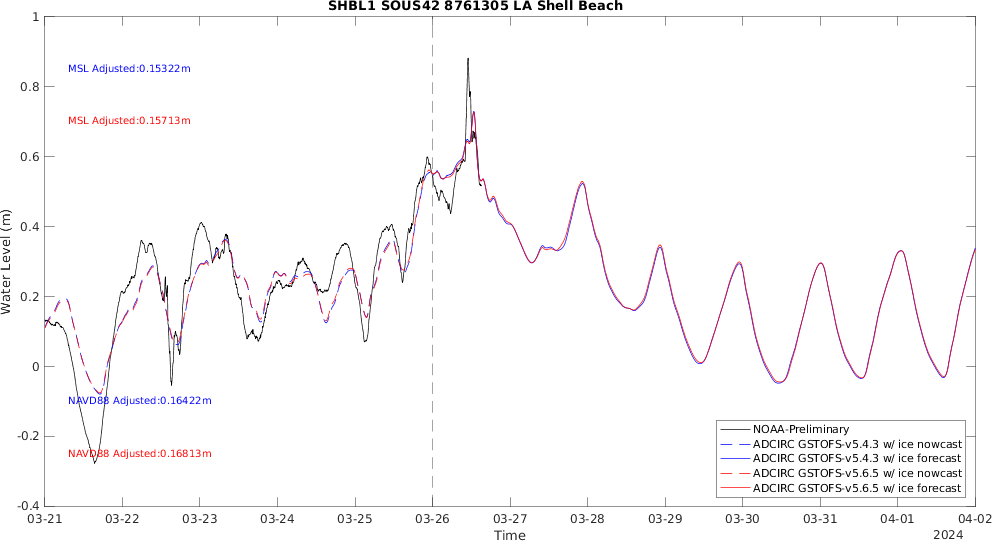 SHBL1 SOUS42 8761305 LA Shell Beach
1
0.8
0.6
0.4
0.2
0
-0.2
-0.4
Water Level (m)
MSL Adjusted:0.15322m
MSL Adjusted:0.15713m
NAVD88 Adjusted:0.16422m
NAVD88 Adjusted:0.16813m
NOAA-Preliminary
ADCIRC GSTOFS-v5.4.3 w/ ice nowcast
ADCIRC GSTOFS-v5.4.3 w/ ice forecast
ADCIRC GSTOFS-v5.6.5 w/ ice nowcast
ADCIRC GSTOFS-v5.6.5 w/ ice forecast
03-21 03-22 03-23 03-24 03-25 03-26 03-27 03-28 03-29 03-30 03-31 04-01 04-02
Time
2024